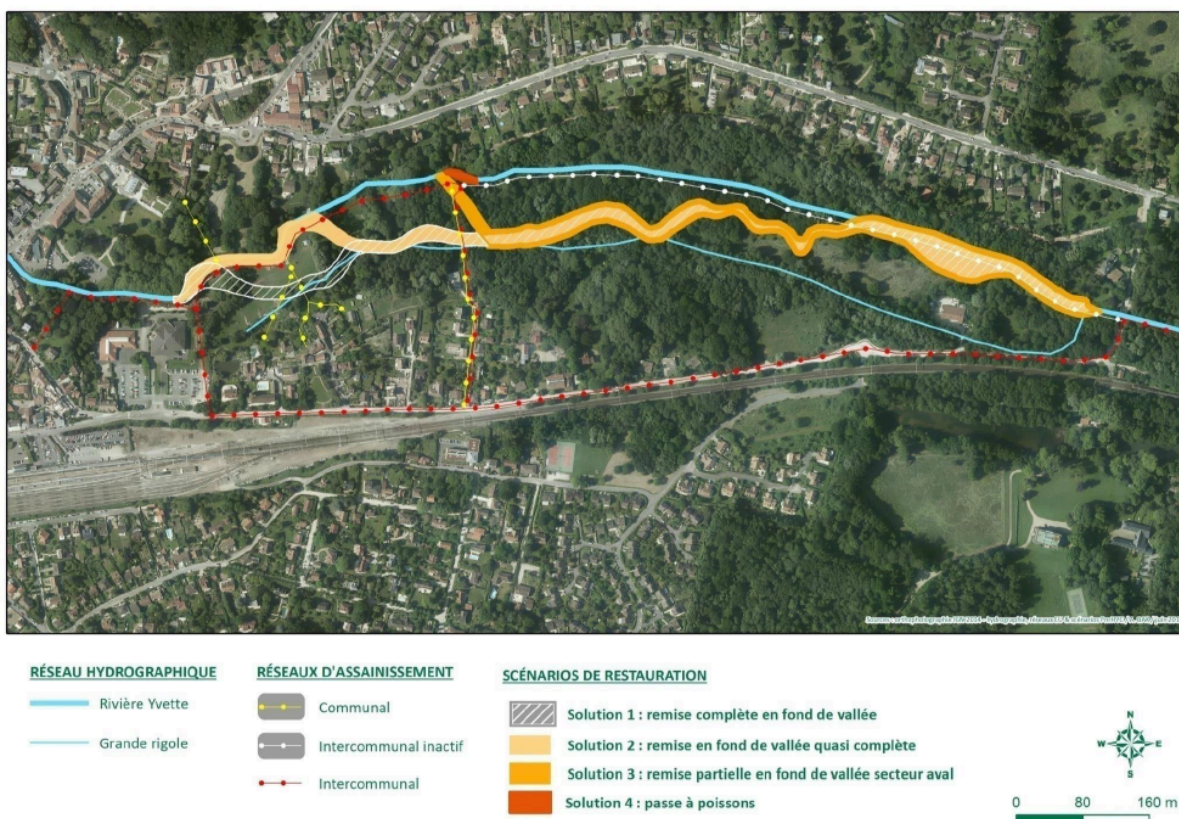 RÉSEAU HYDROGRAPHIQUE
Rivière Yvette
Grande rigole
RÉSEAUX D'ASSAINISSEMENT
Communal
Intercommunal inactif
Intercommunal
SCÉNARIOS DE RESTAURATION
Solution 1 : remise complète en fond de vallée
Solution 2 : remise en fond de vallée quasi complète
Solution 3 : remise partielle en fond de vallée secteur aval
Solution 4 : passe à poissons
N
W E
S
0 80 160 m